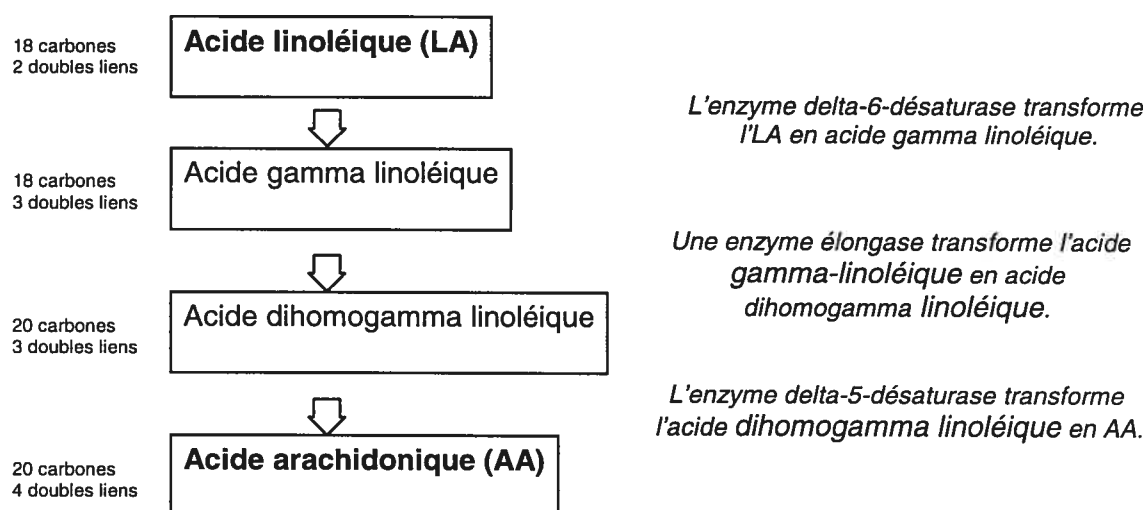 18 carbones
2 doubles liens
Acide linoléique (LA)
L'enzyme delta-6-désaturase transforme
l'LA en acide gamma linoléique.
18 carbones
3 doubles liens
Acide gamma linoléique
Une enzyme élongase transforme l'acide
gamma-linoléique en acide
dihomogamma linoléique.
20 carbones
3 doubles liens
Acide dihomogamma linoléique
L'enzyme delta-5-désaturase transforme
l'acide dihomogamma linoléique en AA.
20 carbones
4 doubles liens
Acide arachidonique (AA)